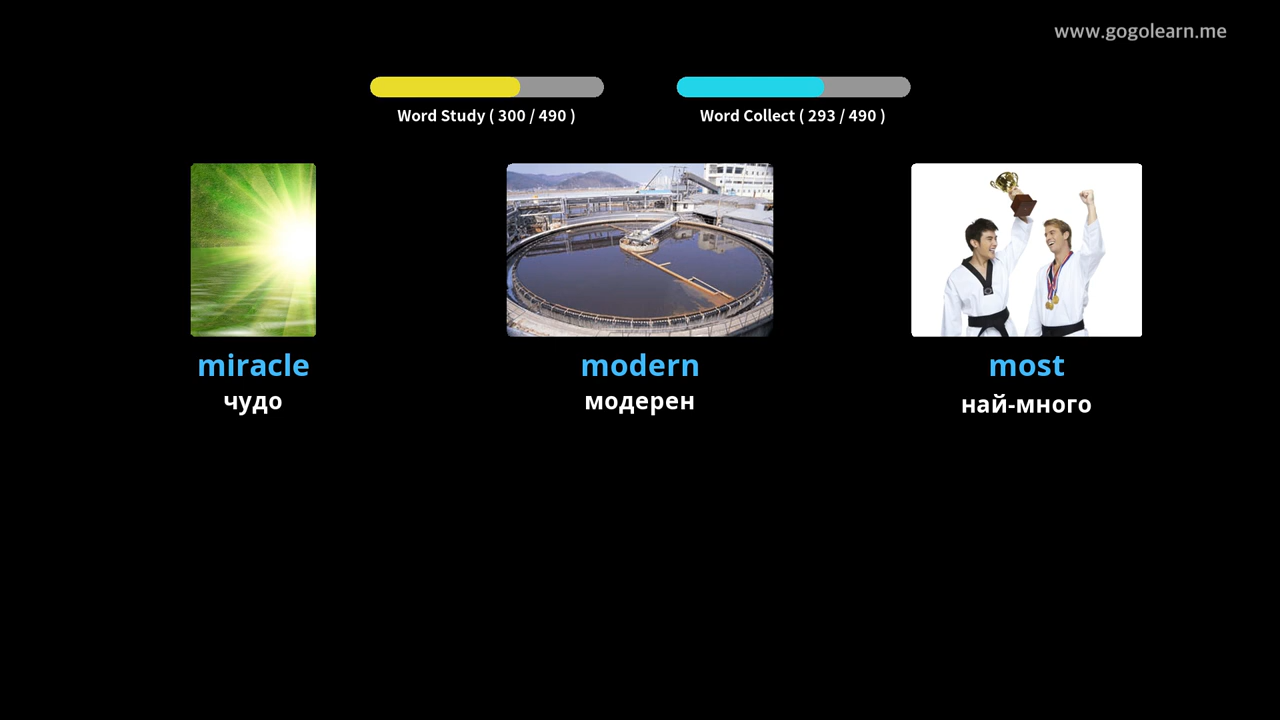 www.gogolearn.me
Word Study ( 300 / 490 )
Word Collect ( 293 / 490 )
miracle
чудо
modern
модерен
most
най-много